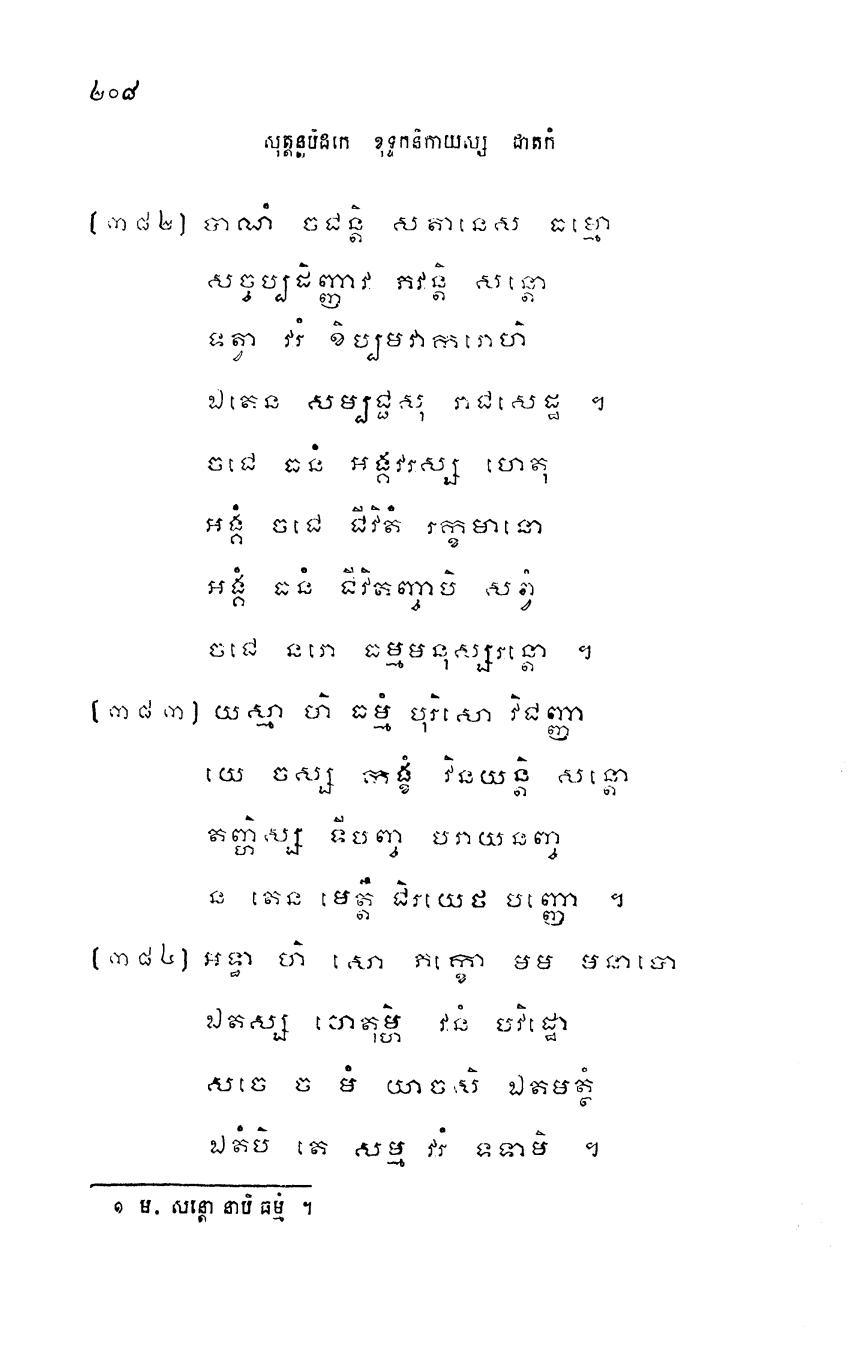 ២០៨
សុត្តន្តបិដកេ ខុទ្ទកនិកាយស្ស ជាតកំ
(៣៨២) បាណំ ចជន្តិ សតានេស ធម្មោ
សច្ចប្បជិញ្ញាវ ភវន្តិ សន្តោ
ទត្វា វរំ ខិប្បមវាករោហិ
ឯតេន សម្បជ្ជសុ រាជសេដ្ឋ ។
ចជេ ធនំ អង្គវរស្ស ហេតុ
អង្គំ ចជេ ជីវិតំ រក្ខមានោ
អង្គំ ធនំ ជីវិតញ្ចាបិ សព្វំ
ចជេ នរោ ធម្មមនុស្សរន្តោ ។
(៣៨៣) យស្មា ហិ ធម្មំ បុរិសោ វិជញ្ញា
យេ ចស្ស កង្ខំ វិនយន្តិ សន្តោ
តញ្ហិស្ស ទីបញ្ច បរាយនញ្ច
ន តេន មេត្តឹ ជិរយេថ បញ្ញោ ។
(៣៨៤) អទ្ធា ហិ សោ ភក្ខោ មម មនាបោ
ឯតស្ស ហេតុម្ហិ វនំ បវិដ្ឋោ
សចេ ច មំ យាចសិ ឯតមត្ថំ
ឯតំបិ តេ សម្ម វរំ ទទាមិ ។
១ ម. សន្តោ នាបិ ធម្មំ ។